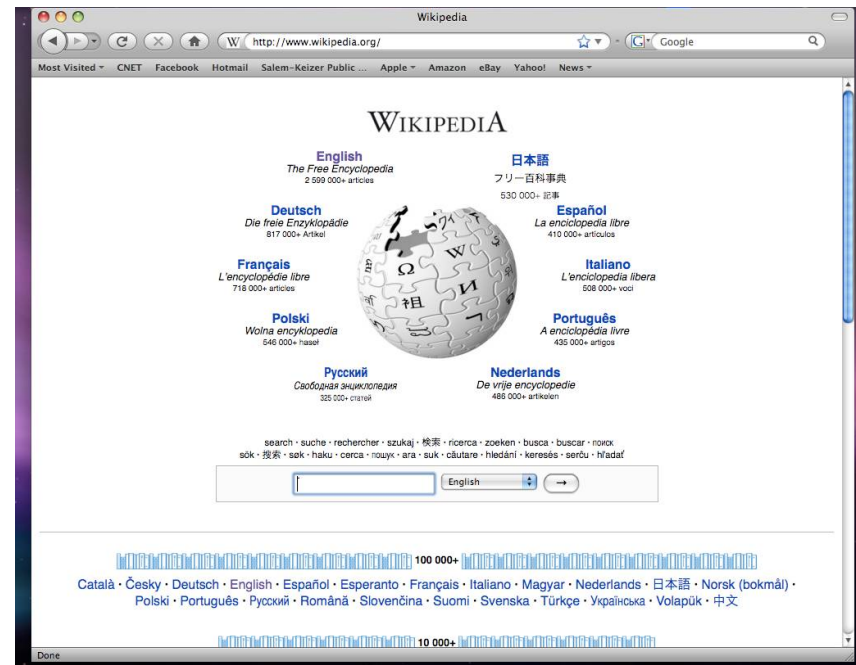 Wikipedia
http://www.wikipedia.org/
Google
Most Visited CNET Facebook Hotmail Salem-Keizer Public ... Apple Amazon eBay Yahoo! News
WIKIPEDIA
English
The Free Encyclopedia
2 599 000+ articles
日本語
フリー百科事典
530 000+ 記事
Deutsch
Die freie Enzyklopädie
817 000+ Artikel
Español
La enciclopedia libre
410 000+ artículos
Français
L'encyclopédie libre
718 000+ articles
Italiano
L'enciclopedia libera
508 000+ voci
Polski
Wolna encyklopedia
546 000+ haseł
Português
A enciclopédia livre
435 000+ artigos
Русский
Свободная энциклопедия
325 000+ статей
Nederlands
De vrije encyclopedie
486 000+ artikelen
search · suche · rechercher · szukaj · 検索 · ricerca · zoeken · busca · buscar · поиск
sök · 搜索 · søk · haku · cerca · пошук · ara · suk · căutare · hledání · keresés · serĉu · hľadať
English →
100 000+
Català · Česky · Deutsch · English · Español · Esperanto · Français · Italiano · Magyar · Nederlands · 日本語 · Norsk (bokmål) ·
Polski · Português · Русский · Română · Slovenčina · Suomi · Svenska · Türkçe · Українська · Volapük · 中文
10 000+
Done